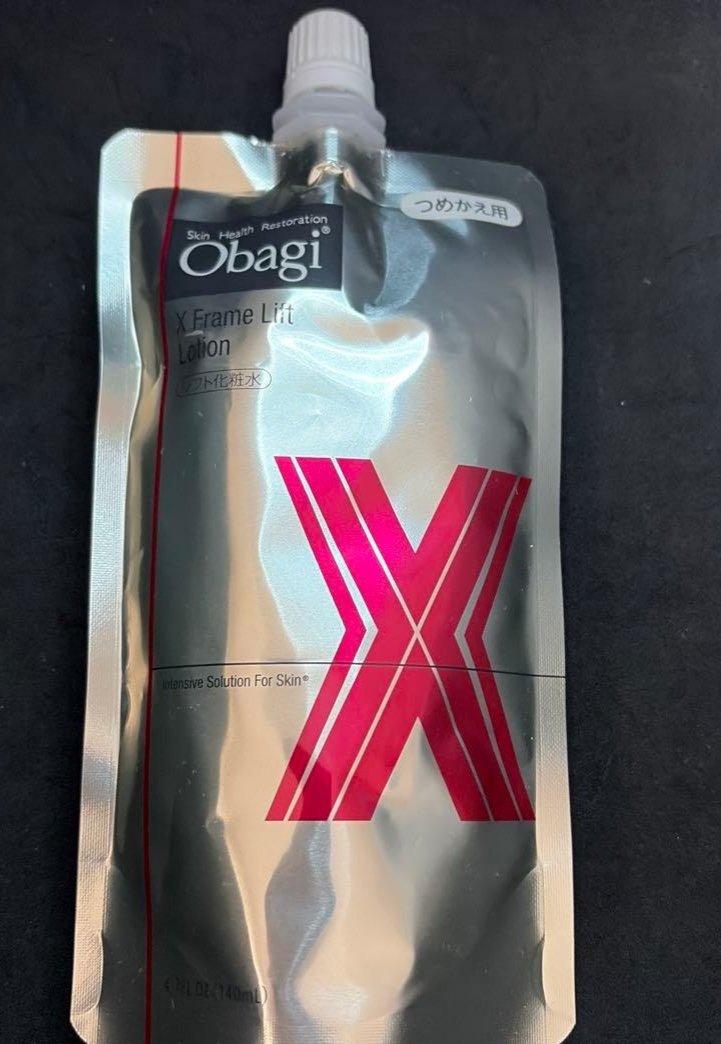 つめかえ用
Skin Health Restoration
Obagi®
X Frame Lift
Lotion
リフト化粧水
X
Intensive Solution For Skin®
(140mL)